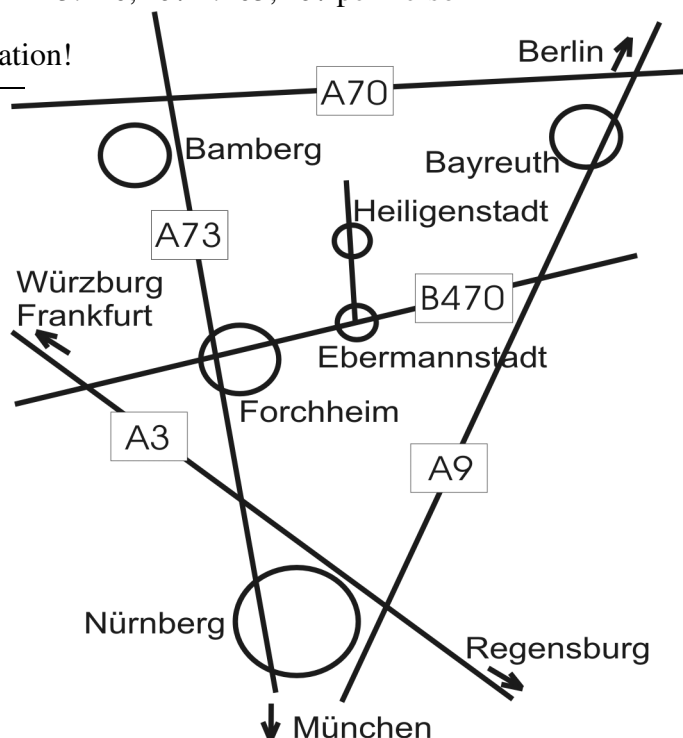 ation!
Berlin
A70
Bamberg
Bayreuth
Heiligenstadt
A73
Würzburg
Frankfurt
B470
Ebermannstadt
Forchheim
A3
A9
Nürnberg
Regensburg
München